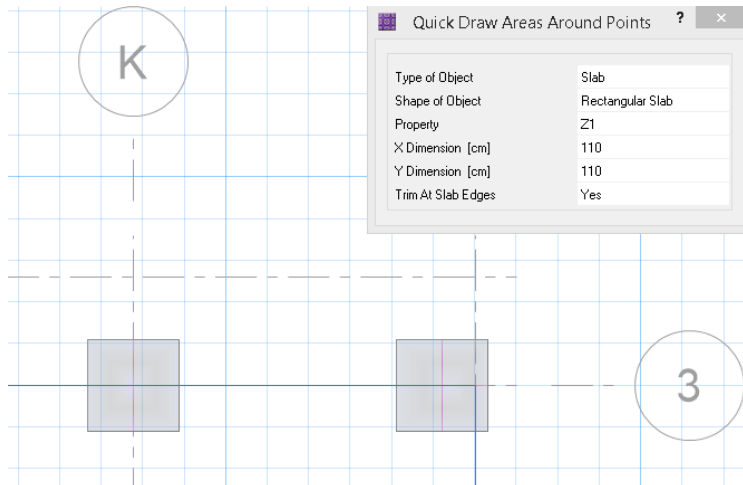 Quick Draw Areas Around Points ?
Type of Object Slab
Shape of Object Rectangular Slab
Property Z1
X Dimension [cm] 110
Y Dimension [cm] 110
Trim At Slab Edges Yes
K
3